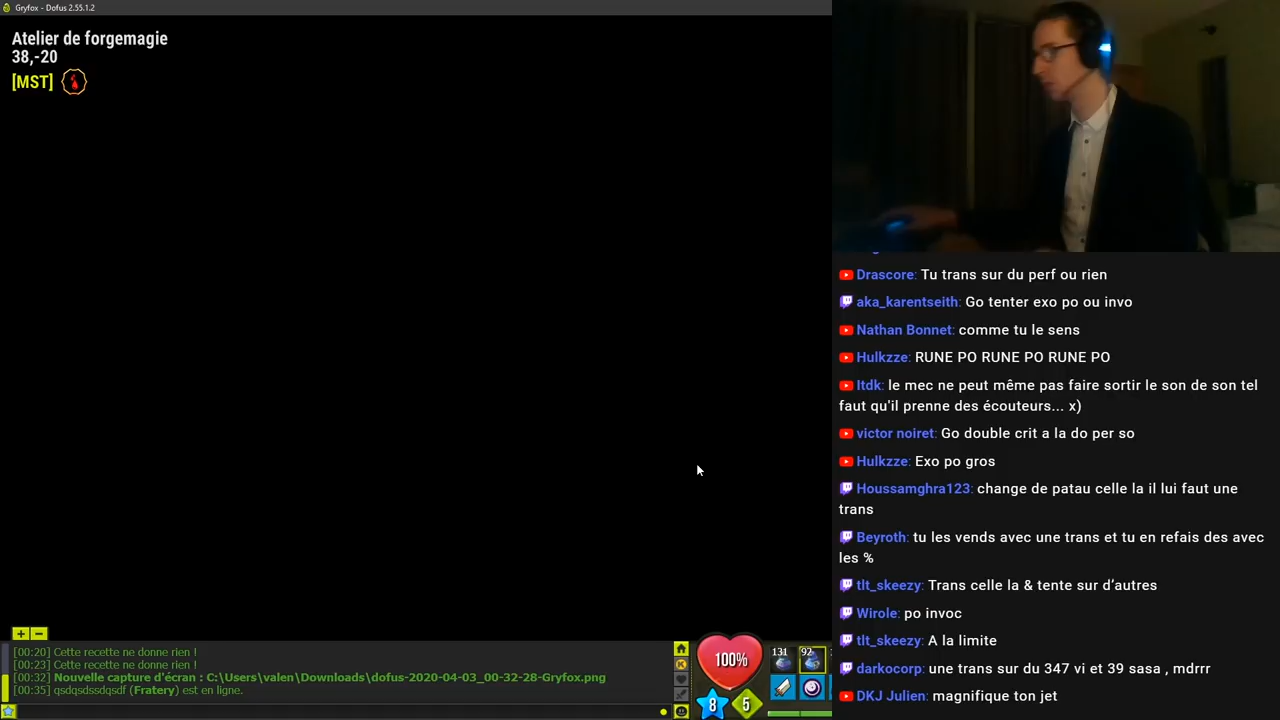 Gryfox - Dofus 2.55.1.2
Atelier de forgemagie
38,-20
[MST]
Drascore: Tu trans sur du perf ou rien
aka_karentseith: Go tenter exo po ou invo
Nathan Bonnet: comme tu le sens
Hulkzze: RUNE PO RUNE PO RUNE PO
Itdk: le mec ne peut même pas faire sortir le son de son tel
faut qu'il prenne des écouteurs... x)
victor noiret: Go double crit a la do per so
Hulkzze: Exo po gros
Houssamghra123: change de patau celle la il lui faut une
trans
Beyroth: tu les vends avec une trans et tu en refais des avec
les %
tlt_skeezy: Trans celle la & tente sur d’autres
Wirole: po invoc
tlt_skeezy: A la limite
darkocorp: une trans sur du 347 vi et 39 sasa , mdrrr
DKJ Julien: magnifique ton jet
+ -
[00:20] Cette recette ne donne rien !
[00:23] Cette recette ne donne rien !
[00:32] Nouvelle capture d'écran : C:\Users\valen\Downloads\dofus-2020-04-03_00-32-28-Gryfox.png
[00:35] qsdqsdssdqsdf (Fratery) est en ligne.
100%
131 92
8 5